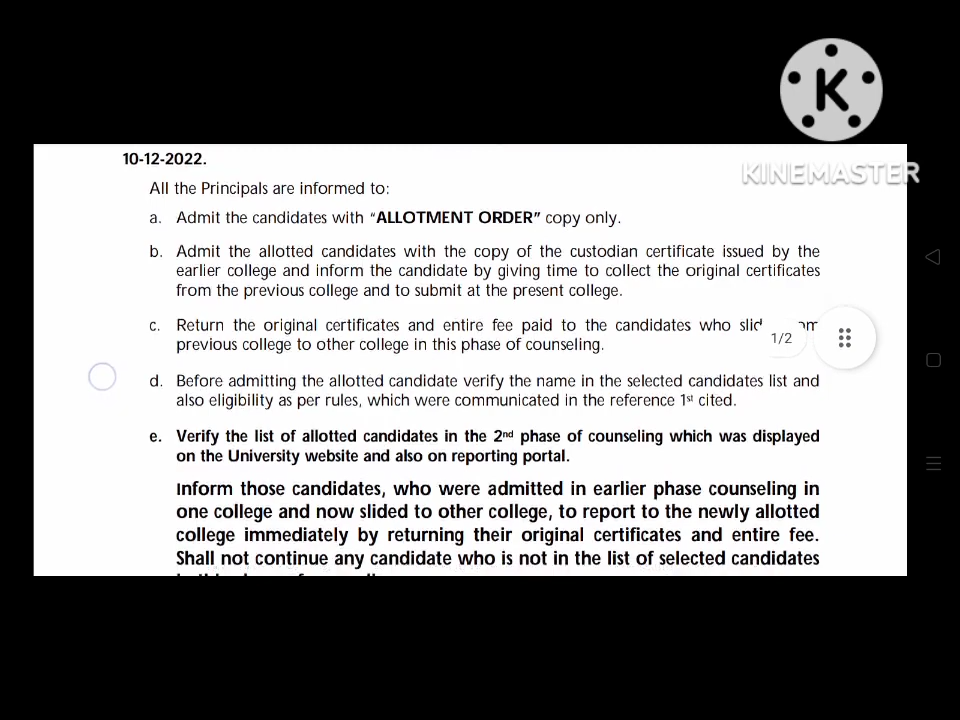 K
KINEMASTER
10-12-2022.
All the Principals are informed to:
a. Admit the candidates with “ALLOTMENT ORDER” copy only.
b. Admit the allotted candidates with the copy of the custodian certificate issued by the
earlier college and inform the candidate by giving time to collect the original certificates
from the previous college and to submit at the present college.
c. Return the original certificates and entire fee paid to the candidates who
previous college to other college in this phase of counseling.
1/2
d. Before admitting the allotted candidate verify the name in the selected candidates list and
also eligibility as per rules, which were communicated in the reference 1st cited.
e. Verify the list of allotted candidates in the 2nd phase of counseling which was displayed
on the University website and also on reporting portal.
Inform those candidates, who were admitted in earlier phase counseling in
one college and now slided to other college, to report to the newly allotted
college immediately by returning their original certificates and entire fee.
Shall not continue any candidate who is not in the list of selected candidates